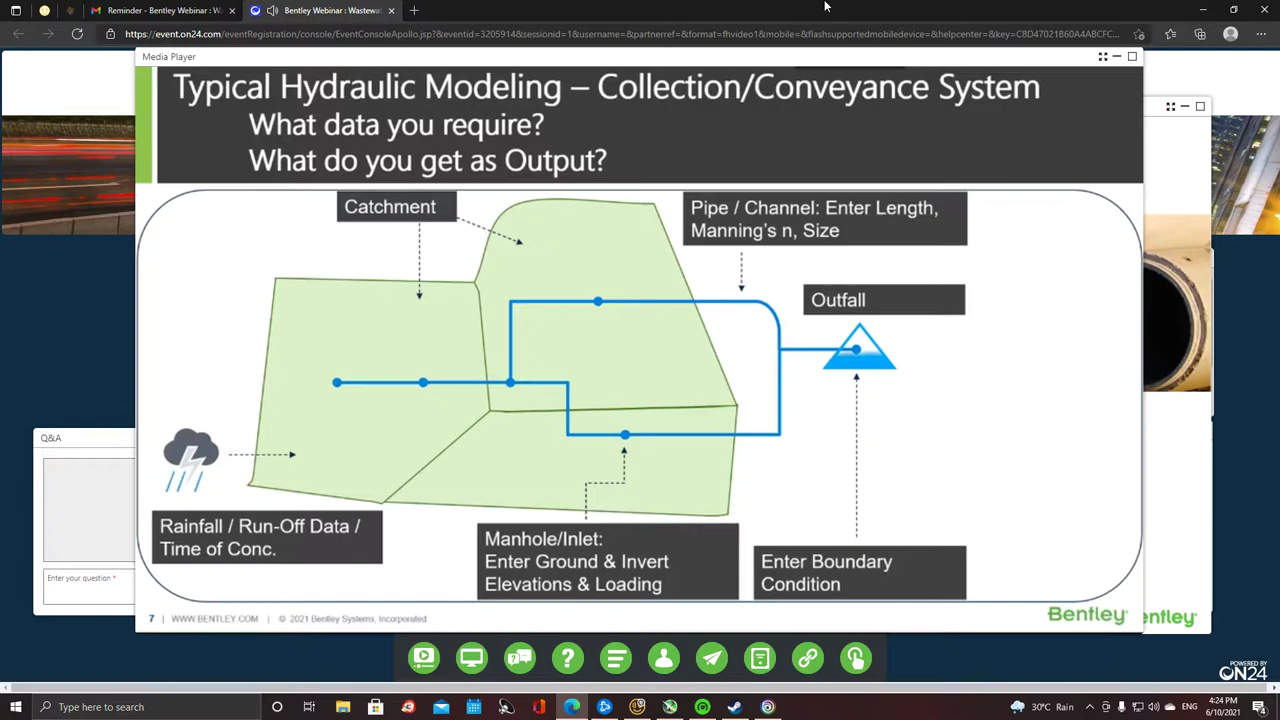 Reminder - Bentley Webinar : W
Bentley Webinar : Wastewa
https://event.on24.com/eventRegistration/console/EventConsoleApollo.jsp?&eventid=3205914&sessionid=1&username=&partnerref=&format=fhvideo1&mobile=&flashsupportedmobiledevice=&helpcenter=&key=C8D47021B60A4ABCFC...
Media Player
Typical Hydraulic Modeling – Collection/Conveyance System
What data you require?
What do you get as Output?
Catchment
Pipe / Channel: Enter Length,
Manning's n, Size
Outfall
Q&A
Enter your question *
Rainfall / Run-Off Data /
Time of Conc.
Manhole/Inlet:
Enter Ground & Invert
Elevations & Loading
Enter Boundary
Condition
7 | WWW.BENTLEY.COM | © 2021 Bentley Systems, Incorporated
Bentley
entley
POWERED BY
ON24
Type here to search
30°C Rain
ENG
4:24 PM
6/10/2021